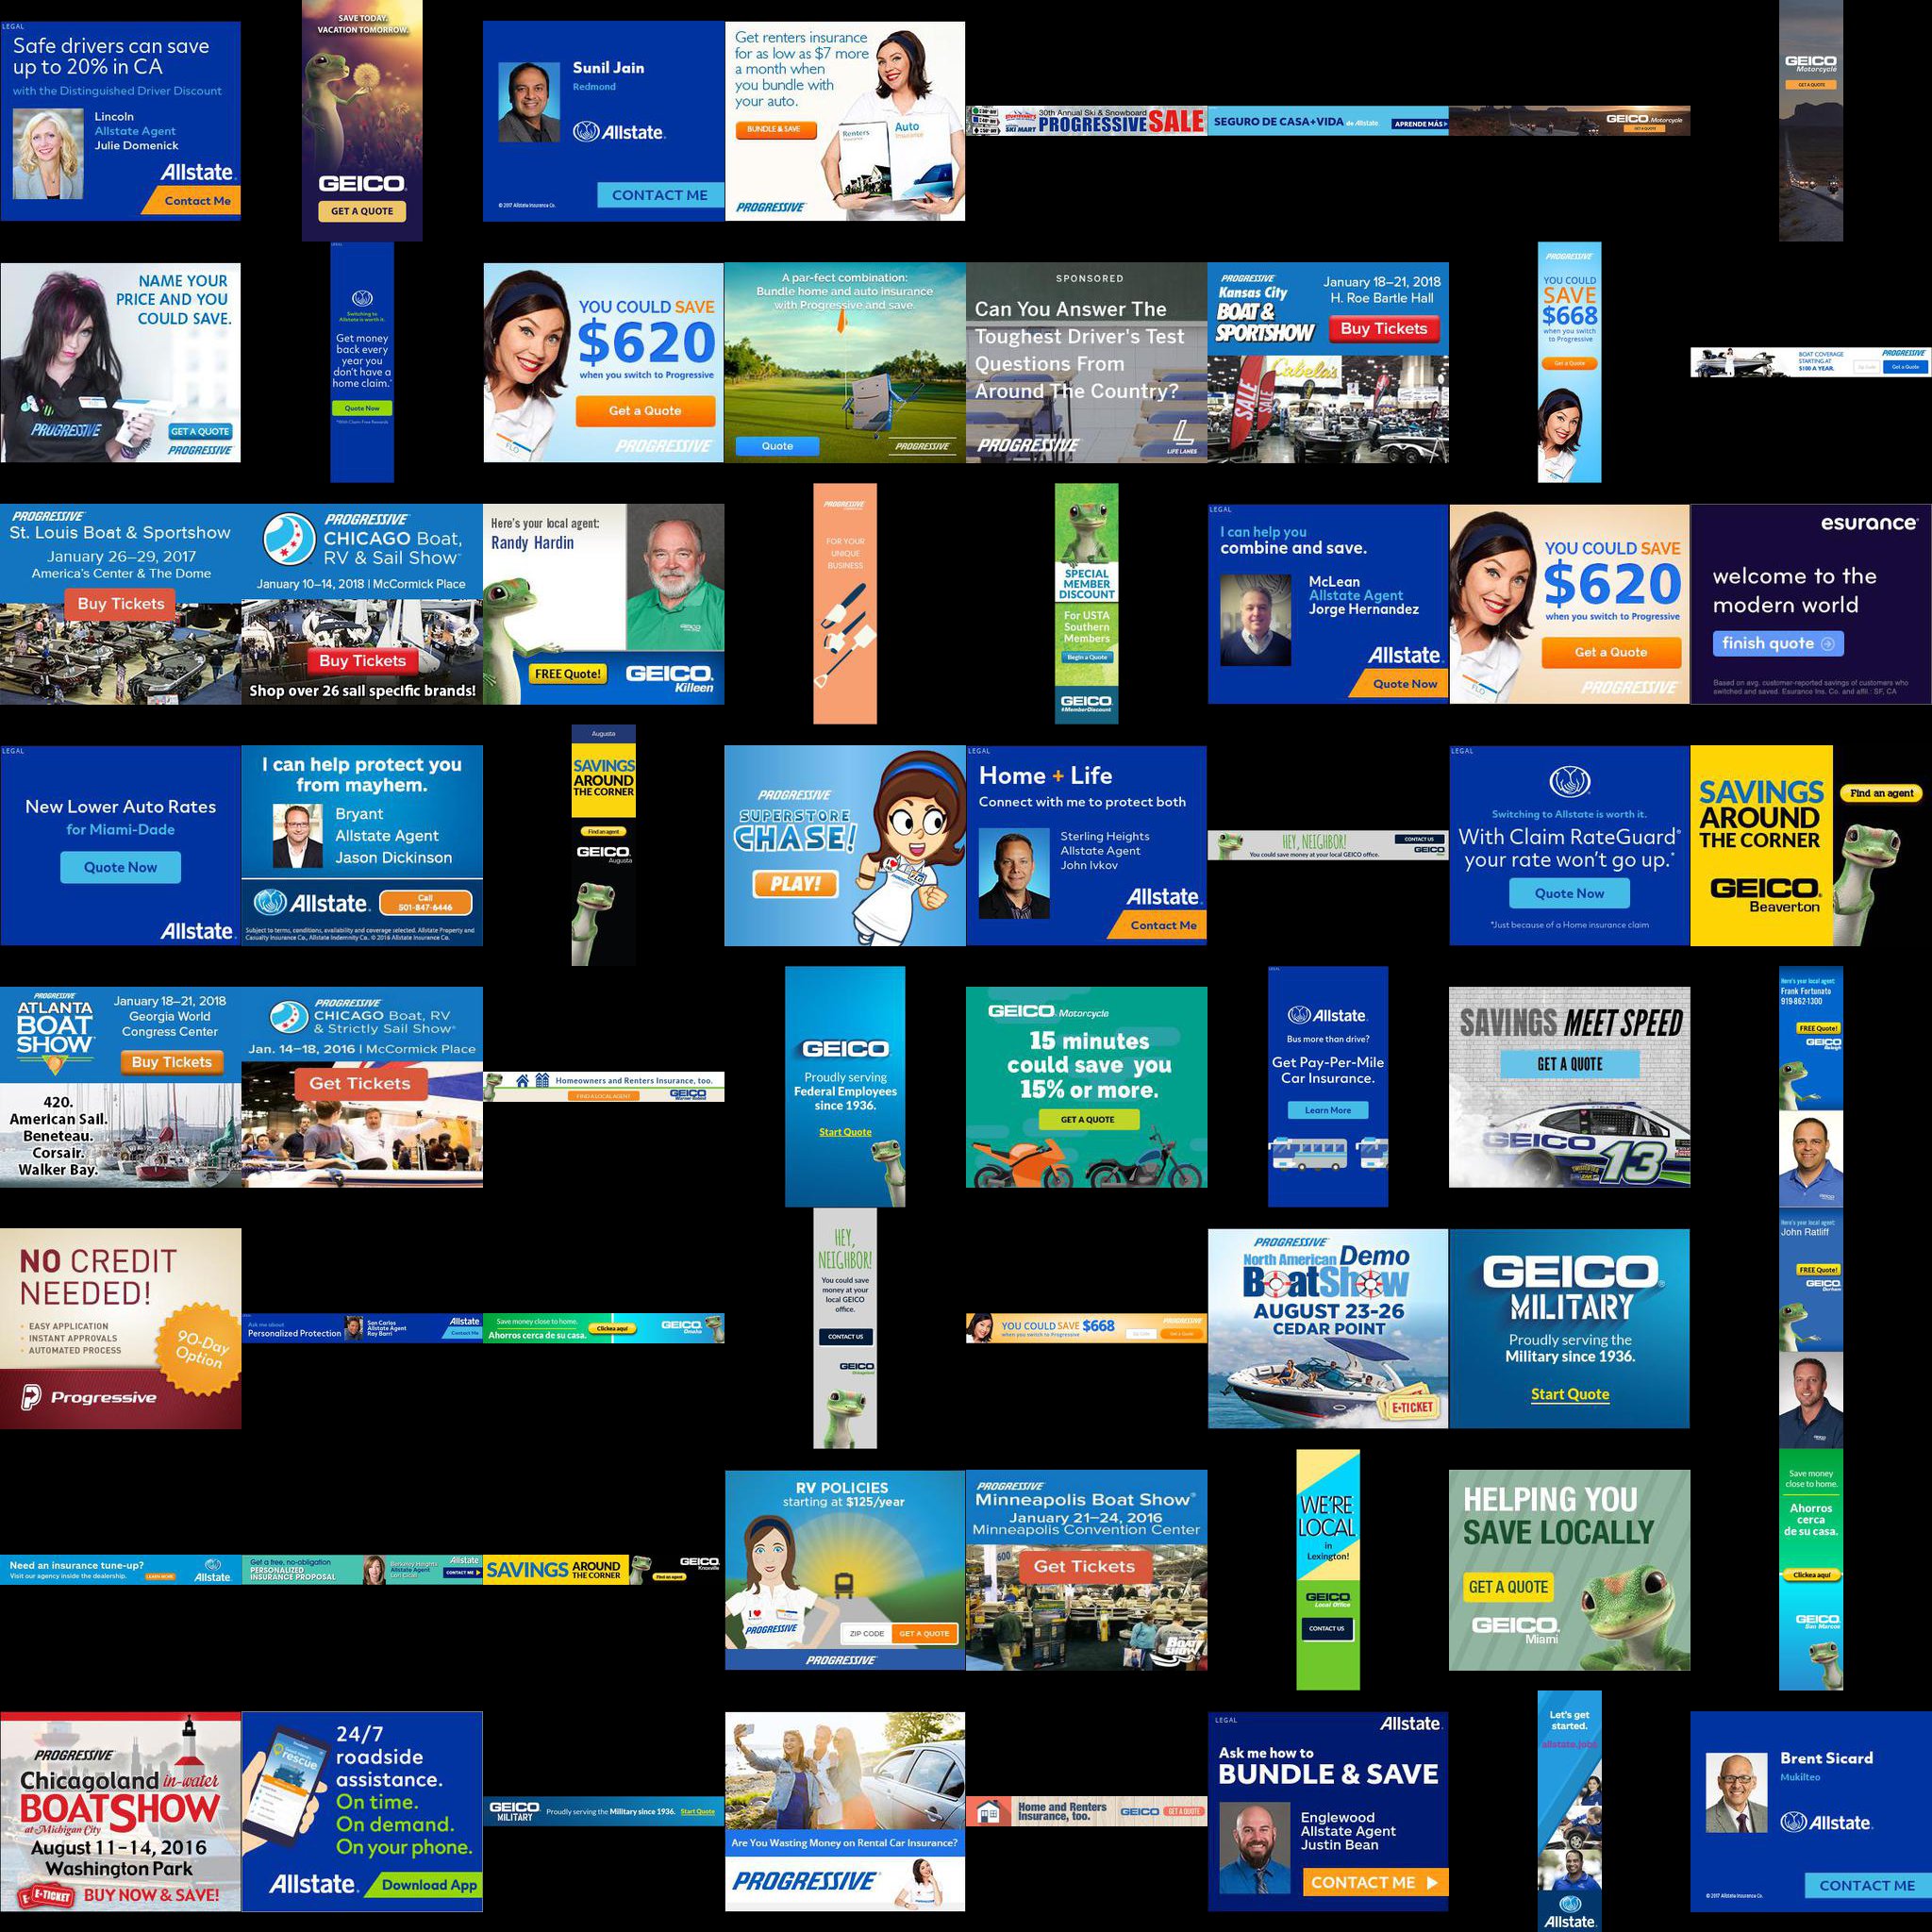 LEGAL
Safe drivers can save
up to 20% in CA
with the Distinguished Driver Discount
Lincoln
Allstate Agent
Julie Domenick
Allstate.
Contact Me
SAVE TODAY.
VACATION TOMORROW.
GEICO
GET A QUOTE
Sunil Jain
Redmond
Allstate.
CONTACT ME
© 2017 Allstate Insurance Co.
Get renters insurance
for as low as $7 more
a month when
you bundle with
your auto.
BUNDLE & SAVE
Renters
Auto
PROGRESSIVE
30th Annual Ski & Snowboard
SKI MART
PROGRESSIVE SALE
SEGURO DE CASA+VIDA de Allstate
APRENDE MÁS
GEICO Motorcycle
GET A QUOTE
GEICO
Motorcycle
GET A QUOTE
NAME YOUR
PRICE AND YOU
COULD SAVE.
PROGRESSIVE
FLO
GET A QUOTE
PROGRESSIVE
Switching to
Allstate is worth it.
Get money
back every
year you
don't have a
home claim.*
Quote Now
*With Claim Free Rewards
YOU COULD SAVE
$620
when you switch to Progressive
Get a Quote
FLO
PROGRESSIVE
A par-fect combination:
Bundle home and auto insurance
with Progressive and save.
Quote
PROGRESSIVE
SPONSORED
Can You Answer The
Toughest Driver's Test
Questions From
Around The Country?
PROGRESSIVE
LIFE LANES
PROGRESSIVE
Kansas City
BOAT &
SPORTSHOW
January 18–21, 2018
H. Roe Bartle Hall
Buy Tickets
Cabela's
SALE
SALE
PROGRESSIVE
YOU COULD
SAVE
$668
when you switch
to Progressive
Get a Quote
BOAT COVERAGE
STARTING AT
$100 A YEAR.
PROGRESSIVE
Zip Code
Get a Quote
PROGRESSIVE
St. Louis Boat & Sportshow
January 26–29, 2017
America's Center & The Dome
Buy Tickets
PROGRESSIVE
CHICAGO Boat,
RV & Sail Show
January 10–14, 2018 | McCormick Place
Buy Tickets
Shop over 26 sail specific brands!
Here's your local agent:
Randy Hardin
GEICO
FREE Quote!
GEICO.
Killeen
PROGRESSIVE
FOR YOUR
UNIQUE
BUSINESS
SPECIAL
MEMBER
DISCOUNT
For USTA
Southern
Members
Begin a Quote
GEICO
#MemberDiscount
LEGAL
I can help you
combine and save.
McLean
Allstate Agent
Jorge Hernandez
Allstate.
Quote Now
YOU COULD SAVE
$620
when you switch to Progressive
Get a Quote
FLO
PROGRESSIVE
esurance
welcome to the
modern world
finish quote
Based on avg. customer-reported savings of customers who
switched and saved. Esurance Ins. Co. and affil.: SF, CA
LEGAL
New Lower Auto Rates
for Miami-Dade
Quote Now
Allstate.
I can help protect you
from mayhem.
Bryant
Allstate Agent
Jason Dickinson
Allstate.
Call
501-847-6446
Subject to terms, conditions, availability and coverage selected. Allstate Property and
Casualty Insurance Co., Allstate Indemnity Co. © 2016 Allstate Insurance Co.
Augusta
SAVINGS
AROUND
THE CORNER
Find an agent
GEICO
Augusta
PROGRESSIVE
SUPERSTORE
CHASE!
PLAY!
LEGAL
Home + Life
Connect with me to protect both
Sterling Heights
Allstate Agent
John Ivkov
Allstate.
Contact Me
HEY, NEIGHBOR!
You could save money at your local GEICO office.
CONTACT US
GEICO
LEGAL
Switching to Allstate is worth it.
With Claim RateGuard®
your rate won't go up.*
Quote Now
*Just because of a Home insurance claim
SAVINGS
AROUND
THE CORNER
GEICO.
Beaverton
Find an agent
PROGRESSIVE
ATLANTA
BOAT
SHOW
January 18–21, 2018
Georgia World
Congress Center
Buy Tickets
420.
American Sail.
Beneteau.
Corsair.
Walker Bay.
PROGRESSIVE
CHICAGO Boat, RV
& Strictly Sail Show
Jan. 14–18, 2016 | McCormick Place
Get Tickets
Homeowners and Renters Insurance, too.
FIND A LOCAL AGENT
GEICO
GEICO
Proudly serving
Federal Employees
since 1936.
Start Quote
GEICO Motorcycle
15 minutes
could save you
15% or more.
GET A QUOTE
LEGAL
Allstate.
Bus more than drive?
Get Pay-Per-Mile
Car Insurance.
Learn More
SAVINGS MEET SPEED
GET A QUOTE
GEICO
13
Here's your local agent:
Frank Fortunato
919-862-1300
FREE Quote!
GEICO
Raleigh
NO CREDIT
NEEDED!
EASY APPLICATION
INSTANT APPROVALS
AUTOMATED PROCESS
90-Day
Option
Progressive
Ask me about
Personalized Protection
San Carlos
Allstate Agent
Ray Barri
Allstate
Contact Me
Save money close to home.
Ahorros cerca de su casa.
Clickea aquí
GEICO
Omaha
HEY,
NEIGHBOR!
You could save
money at your
local GEICO
office.
CONTACT US
GEICO
YOU COULD SAVE $668
when you switch to Progressive
Zip Code
PROGRESSIVE
Get a Quote
PROGRESSIVE
North American Demo
BoatShow
AUGUST 23-26
CEDAR POINT
E-TICKET
GEICO
MILITARY
Proudly serving the
Military since 1936.
Start Quote
Here's your local agent:
John Ratliff
FREE Quote!
GEICO
Durham
Need an insurance tune-up?
Visit our agency inside the dealership.
LEARN MORE
Allstate.
Get a free, no-obligation
PERSONALIZED
INSURANCE PROPOSAL
Berkeley Heights
Allstate Agent
Lori Cicali
Allstate
CONTACT ME
SAVINGS AROUND
THE CORNER
Find an agent
GEICO
Knoxville
RV POLICIES
starting at $125/year
PROGRESSIVE
ZIP CODE
GET A QUOTE
PROGRESSIVE
PROGRESSIVE
Minneapolis Boat Show®
January 21–24, 2016
Minneapolis Convention Center
600
Get Tickets
BOAT
SHOW
WE'RE
LOCAL
in
Lexington!
GEICO
Local Office
CONTACT US
HELPING YOU
SAVE LOCALLY
GET A QUOTE
GEICO
Miami
Save money
close to home.
Ahorros
cerca
de su casa.
Clickea aquí
GEICO
San Marcos
PROGRESSIVE
Chicagoland in-water
BOATSHOW
at Michigan City
August 11–14, 2016
Washington Park
E-TICKET
BUY NOW & SAVE!
rescue
24/7
roadside
assistance.
On time.
On demand.
On your phone.
Allstate.
Download App
GEICO
MILITARY
Proudly serving the Military since 1936.
Start Quote
Are You Wasting Money on Rental Car Insurance?
PROGRESSIVE
Home and Renters
Insurance, too.
GEICO
GET A QUOTE
LEGAL
Allstate.
Ask me how to
BUNDLE & SAVE
Englewood
Allstate Agent
Justin Bean
CONTACT ME
Let's get
started.
allstate.jobs
Allstate.
Brent Sicard
Mukilteo
Allstate.
CONTACT ME
© 2017 Allstate Insurance Co.